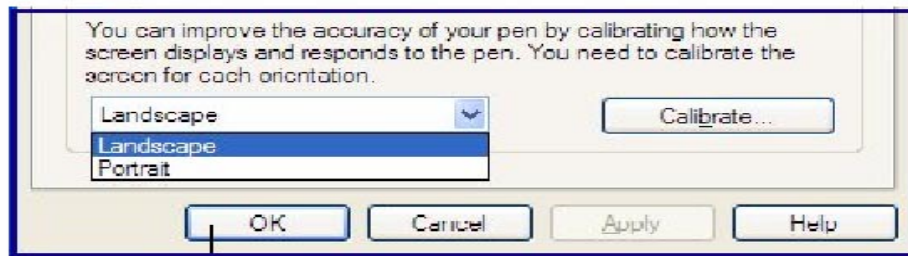 You can improve the accuracy of your pen by calibrating how the
screen displays and responds to the pen. You need to calibrate the
screen for each orientation.
Landscape
Calibrate...
Landscape
Portrait
OK
Cancel
Apply
Help